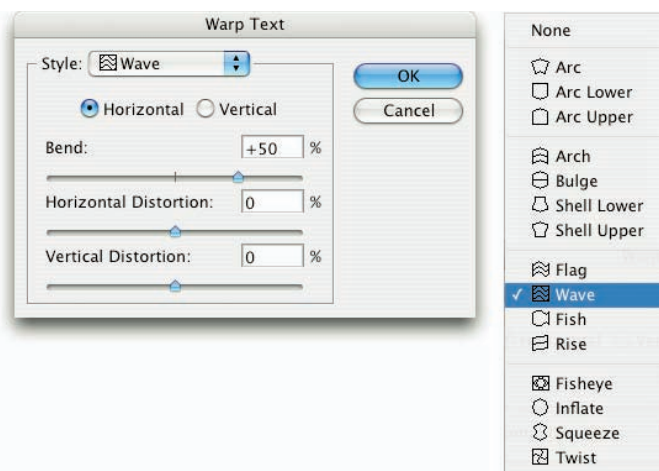 Warp Text
Style: Wave
Horizontal Vertical
OK
Cancel
Bend: +50 %
Horizontal Distortion: 0 %
Vertical Distortion: 0 %
None
Arc
Arc Lower
Arc Upper
Arch
Bulge
Shell Lower
Shell Upper
Flag
Wave
Fish
Rise
Fisheye
Inflate
Squeeze
Twist